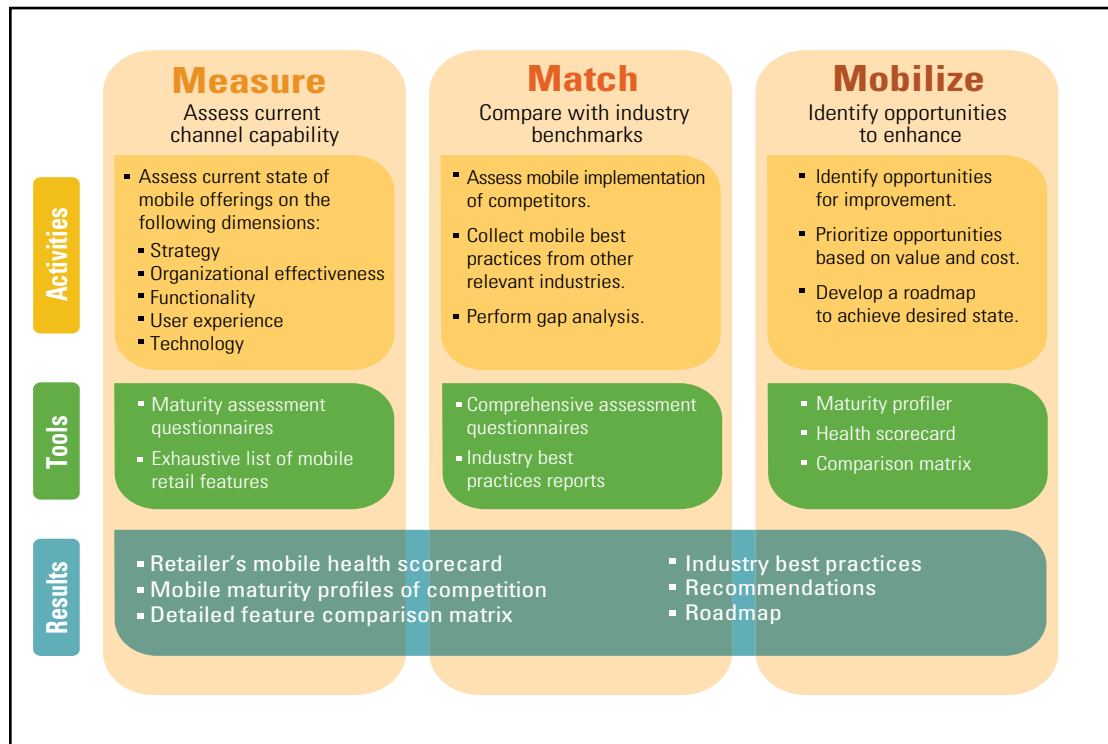 Measure
Assess current
channel capability
Match
Compare with industry
benchmarks
Mobilize
Identify opportunities
to enhance
Activities
▪ Assess current state of
mobile offerings on the
following dimensions:
▪ Strategy
▪ Organizational effectiveness
▪ Functionality
▪ User experience
▪ Technology
▪ Assess mobile implementation
of competitors.
▪ Collect mobile best
practices from other
relevant industries.
▪ Perform gap analysis.
▪ Identify opportunities
for improvement.
▪ Prioritize opportunities
based on value and cost.
▪ Develop a roadmap
to achieve desired state.
Tools
▪ Maturity assessment
questionnaires
▪ Exhaustive list of mobile
retail features
▪ Comprehensive assessment
questionnaires
▪ Industry best
practices reports
▪ Maturity profiler
▪ Health scorecard
▪ Comparison matrix
Results
▪ Retailer’s mobile health scorecard
▪ Mobile maturity profiles of competition
▪ Detailed feature comparison matrix
▪ Industry best practices
▪ Recommendations
▪ Roadmap